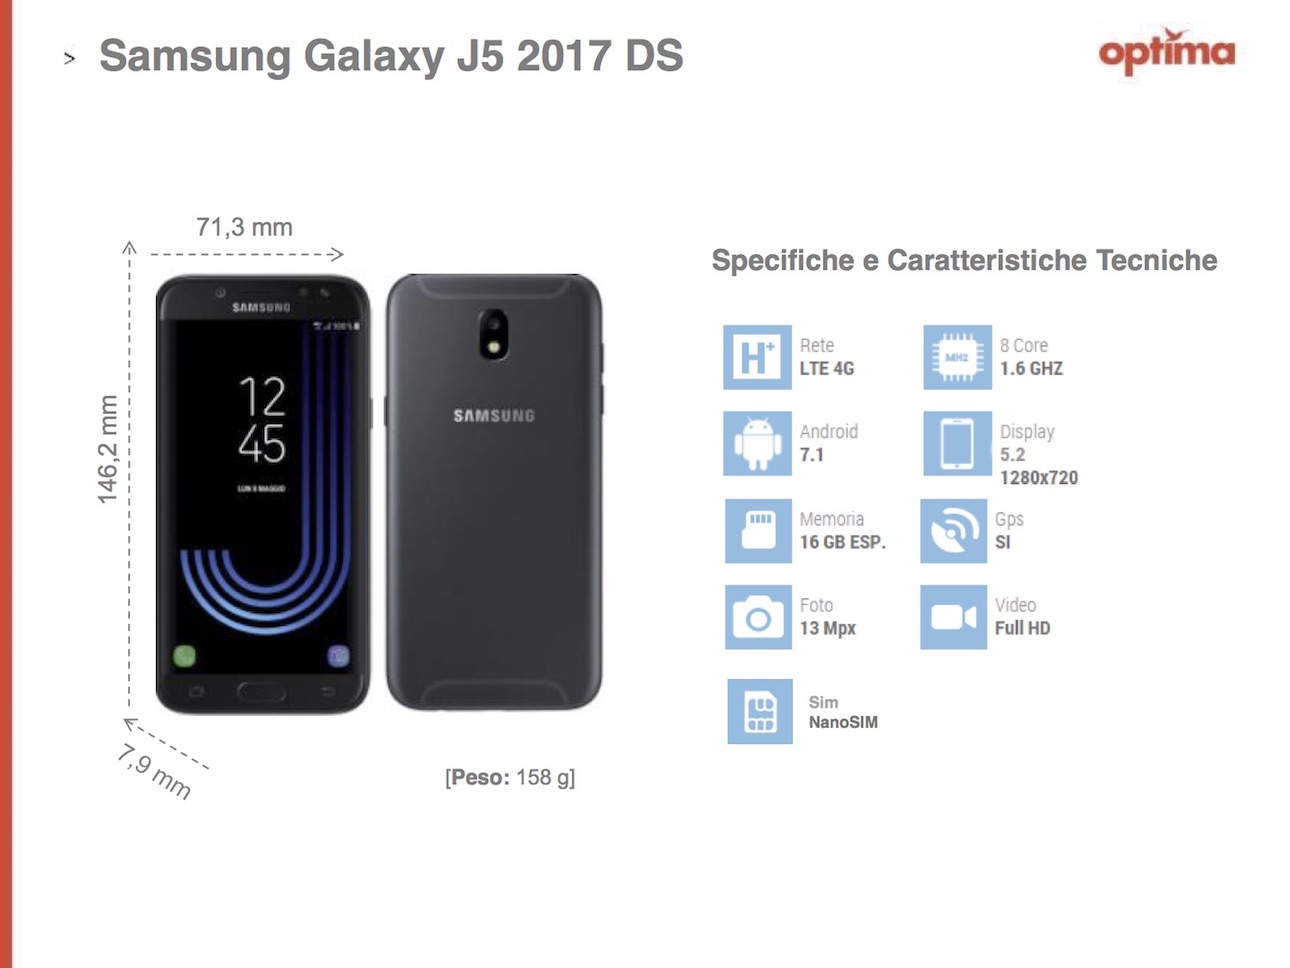 > Samsung Galaxy J5 2017 DS
optima
71,3 mm
146,2 mm
7,9 mm
SAMSUNG
100%
12
45
LUN 8 MAGGIO
SAMSUNG
[Peso: 158 g]
Specifiche e Caratteristiche Tecniche
H+
Rete
LTE 4G
MHz
8 Core
1.6 GHZ
Android
7.1
Display
5.2
1280x720
Memoria
16 GB ESP.
Gps
SI
Foto
13 Mpx
Video
Full HD
Sim
NanoSIM